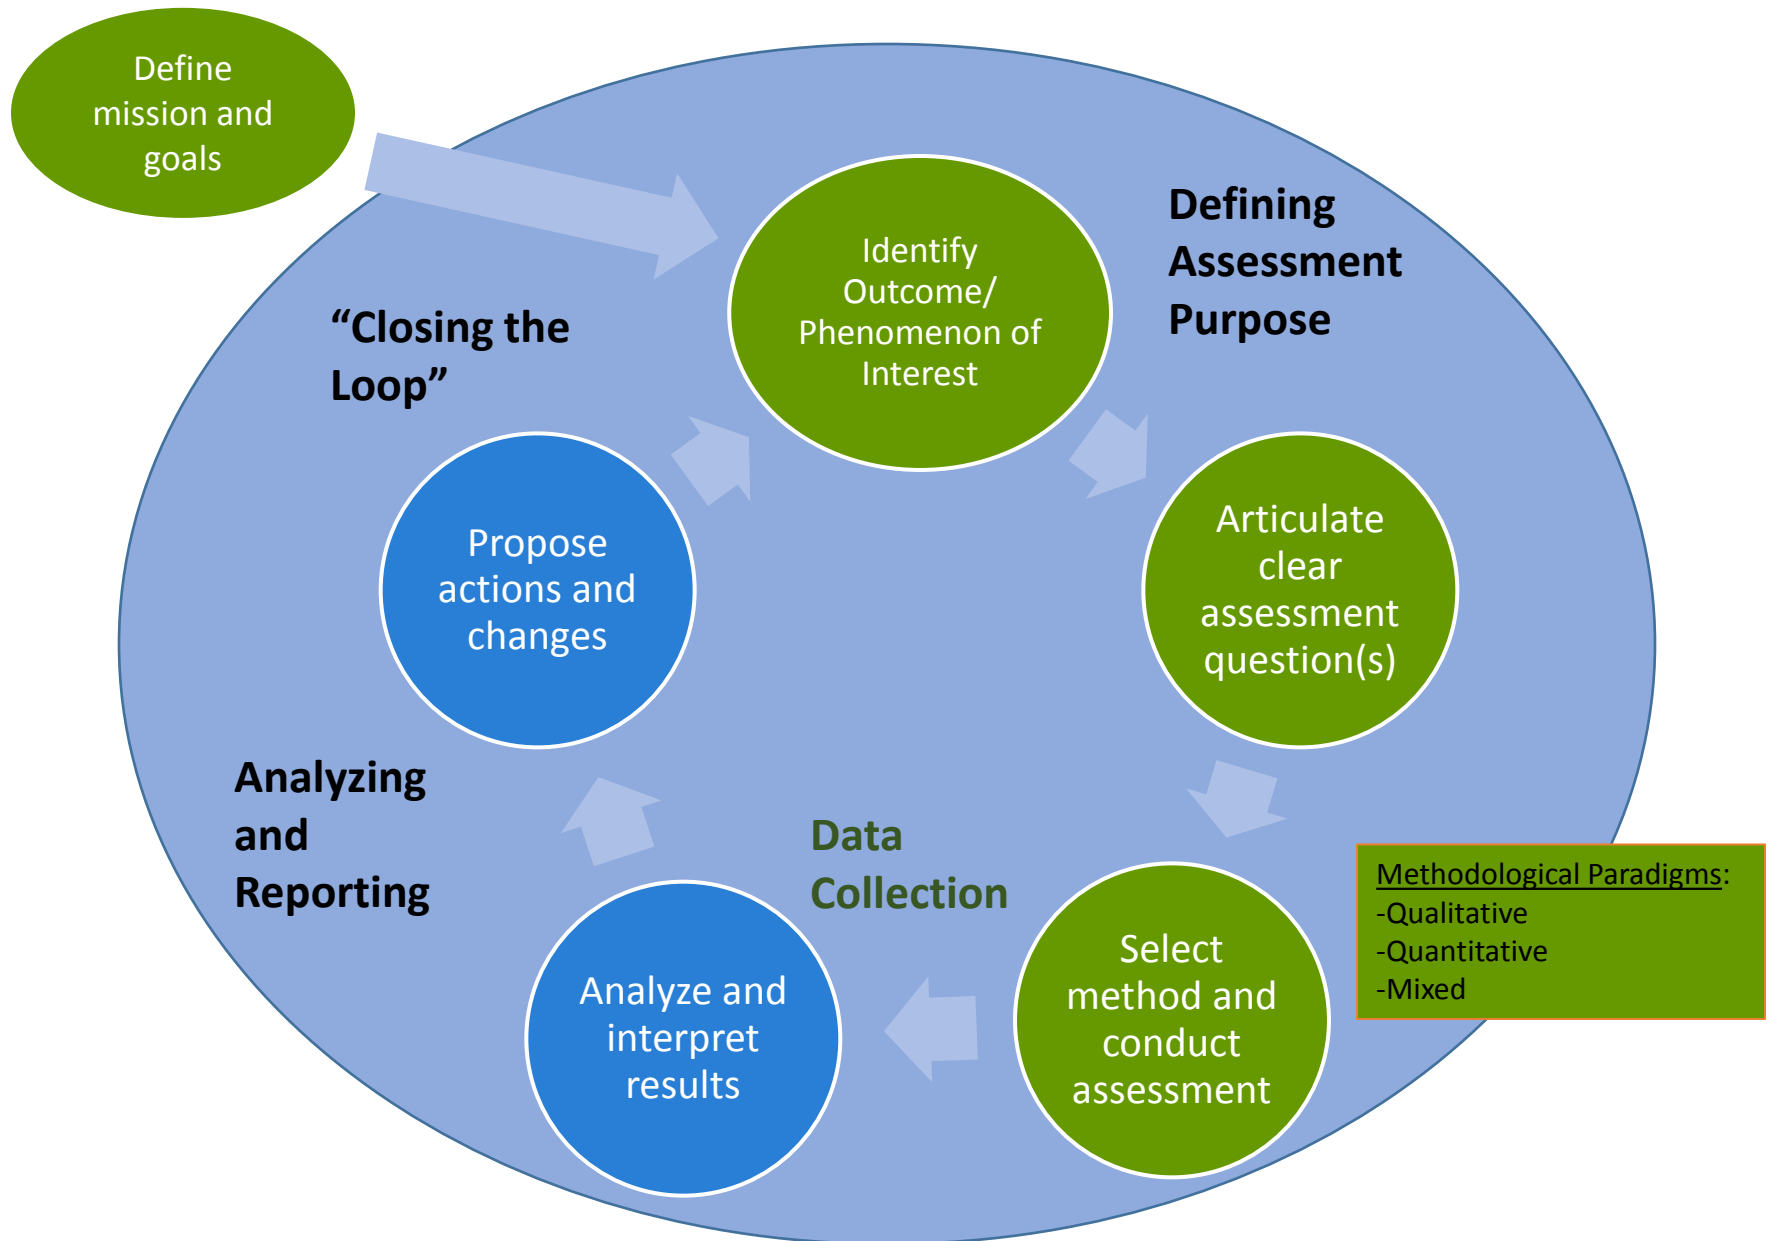 Define
mission and
goals
Identify
Outcome/
Phenomenon of
Interest
Defining
Assessment
Purpose
“Closing the
Loop”
Articulate
clear
assessment
question(s)
Propose
actions and
changes
Analyzing
and
Reporting
Data
Collection
Methodological Paradigms:
-Qualitative
-Quantitative
-Mixed
Select
method and
conduct
assessment
Analyze and
interpret
results